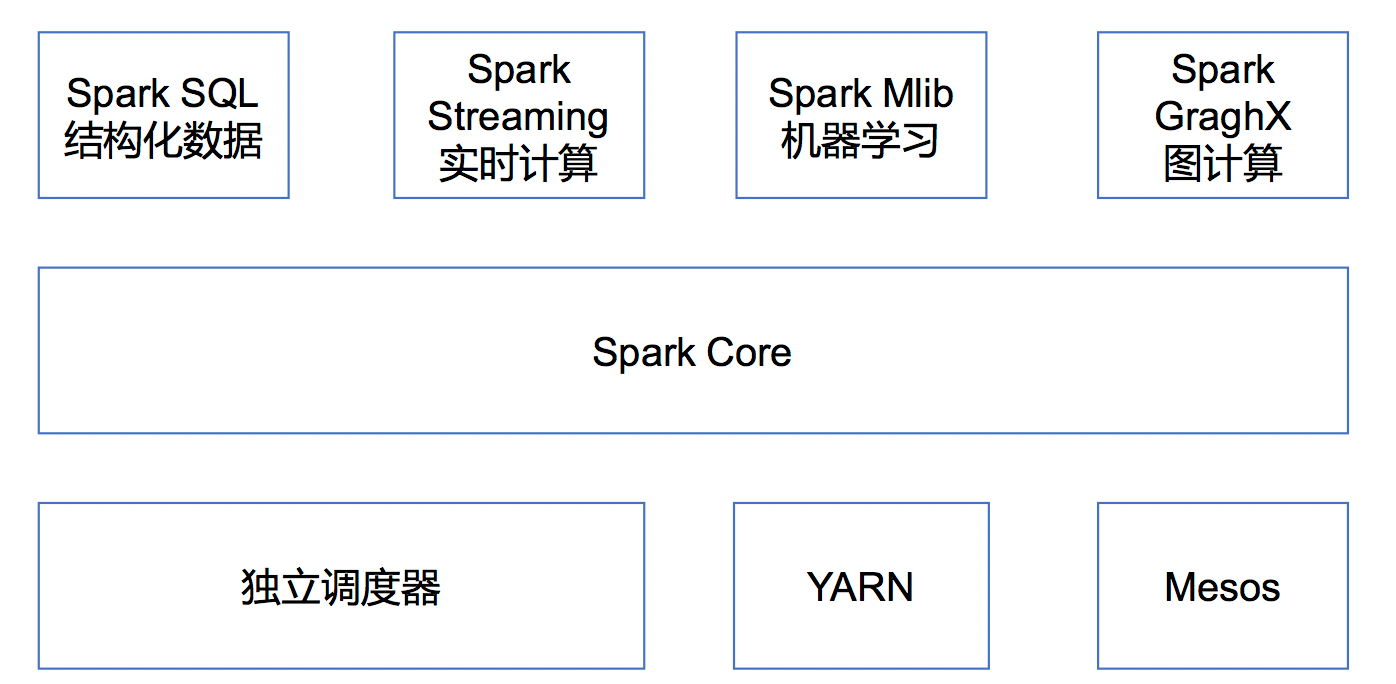 Spark SQL
结构化数据
Spark
Streaming
实时计算
Spark Mlib
机器学习
Spark
GraghX
图计算
Spark Core
独立调度器
YARN
Mesos